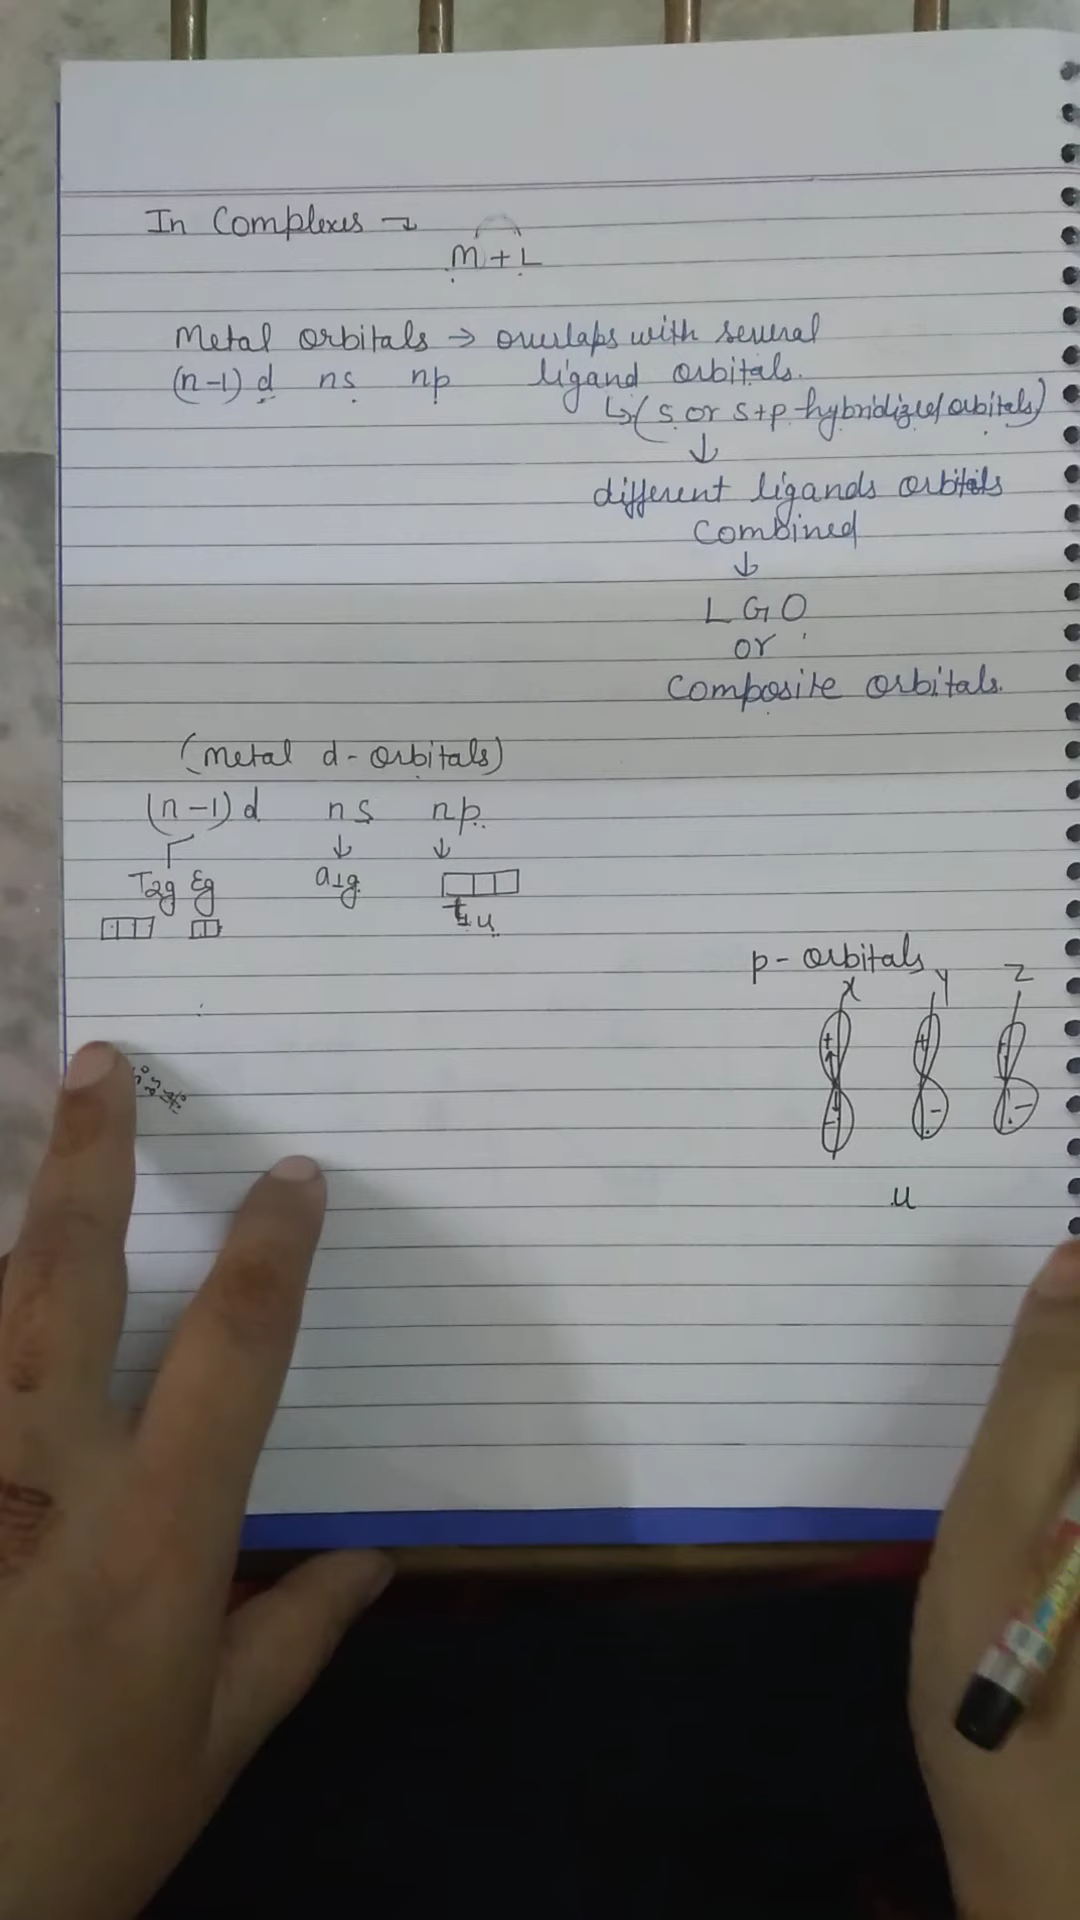 In Complexes →
M + L
Metal orbitals → overlaps with several
(n-1) d ns np ligand orbitals.
↳ (s or s+p hybridized orbitals)
↓
different ligands orbitals
Combined
↓
LGO
or
Composite orbitals.
(Metal d-orbitals)
(n-1) d ns np
↓ ↓
T2g Eg a1g
t1u
p-orbitals
x y z
+ + -
- -
u